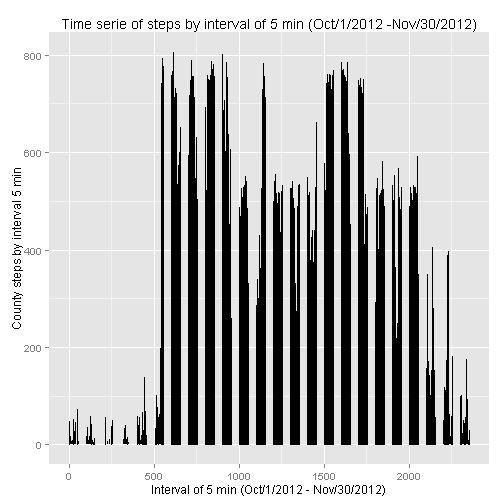 Time serie of steps by interval of 5 min (Oct/1/2012 -Nov/30/2012)
County steps by interval 5 min
800
600
400
200
0
0 500 1000 1500 2000
Interval of 5 min (Oct/1/2012 - Nov/30/2012)